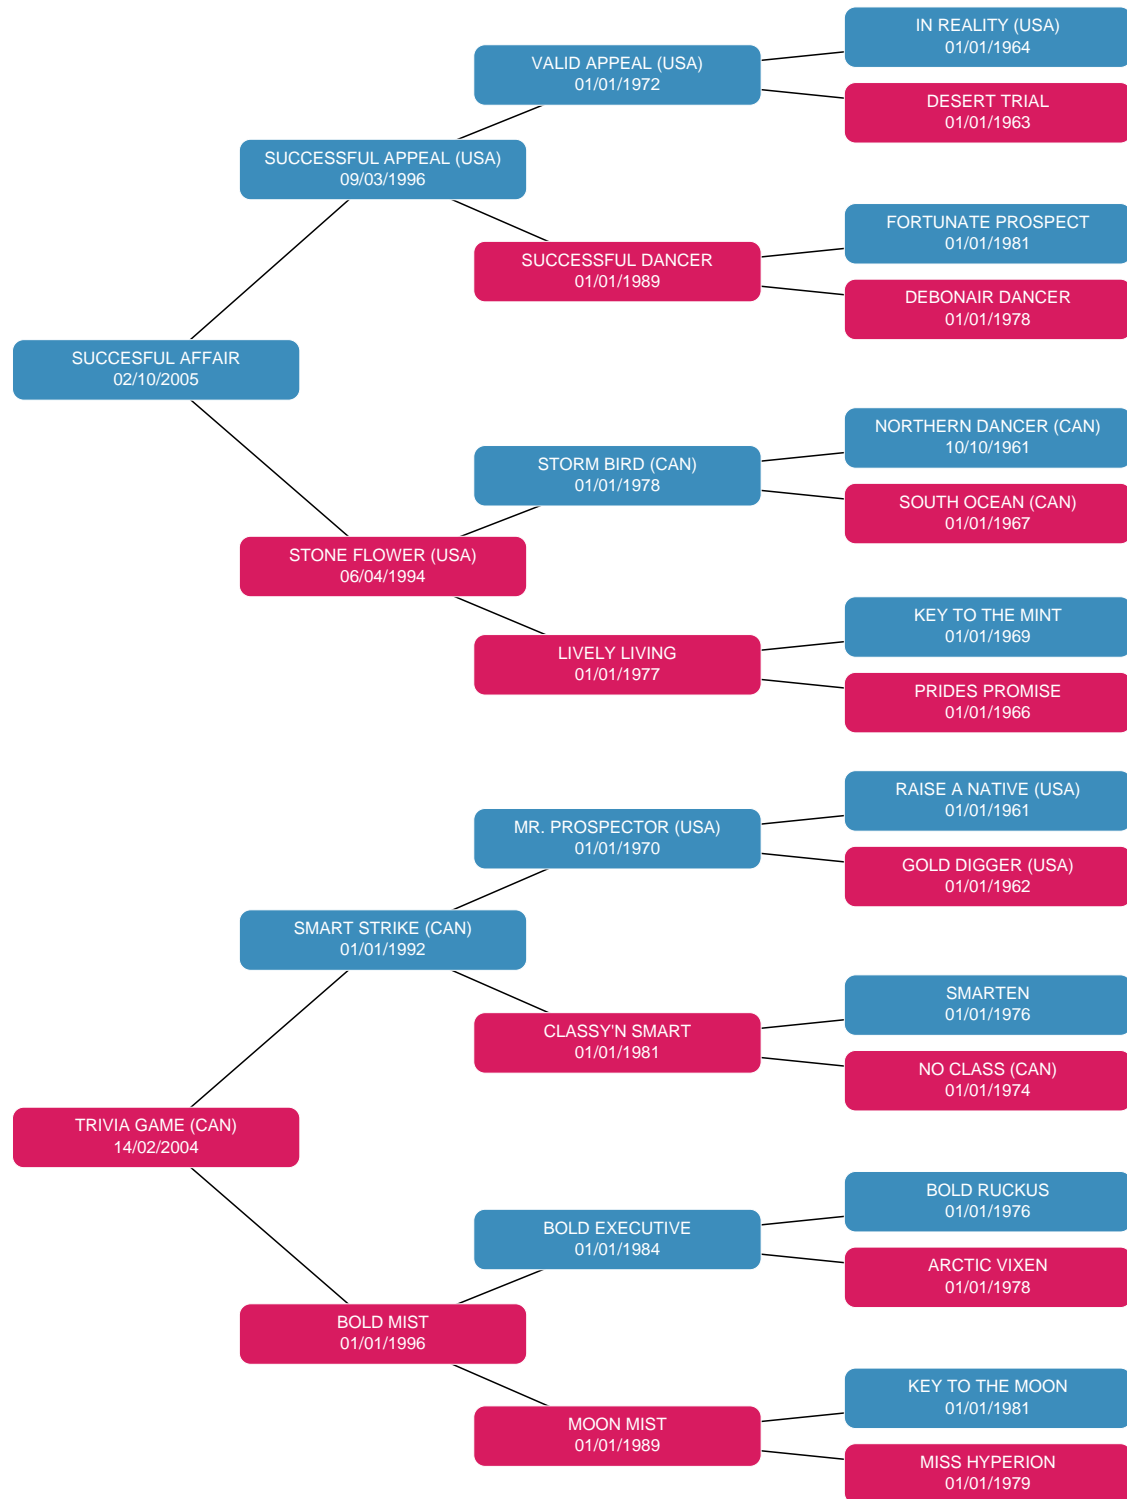 IN REALITY (USA)
01/01/1964
VALID APPEAL (USA)
01/01/1972
DESERT TRIAL
01/01/1963
SUCCESSFUL APPEAL (USA)
09/03/1996
FORTUNATE PROSPECT
01/01/1981
SUCCESSFUL DANCER
01/01/1989
DEBONAIR DANCER
01/01/1978
SUCCESFUL AFFAIR
02/10/2005
NORTHERN DANCER (CAN)
10/10/1961
STORM BIRD (CAN)
01/01/1978
SOUTH OCEAN (CAN)
01/01/1967
STONE FLOWER (USA)
06/04/1994
KEY TO THE MINT
01/01/1969
LIVELY LIVING
01/01/1977
PRIDES PROMISE
01/01/1966
RAISE A NATIVE (USA)
01/01/1961
MR. PROSPECTOR (USA)
01/01/1970
GOLD DIGGER (USA)
01/01/1962
SMART STRIKE (CAN)
01/01/1992
SMARTEN
01/01/1976
CLASSY'N SMART
01/01/1981
NO CLASS (CAN)
01/01/1974
TRIVIA GAME (CAN)
14/02/2004
BOLD RUCKUS
01/01/1976
BOLD EXECUTIVE
01/01/1984
ARCTIC VIXEN
01/01/1978
BOLD MIST
01/01/1996
KEY TO THE MOON
01/01/1981
MOON MIST
01/01/1989
MISS HYPERION
01/01/1979